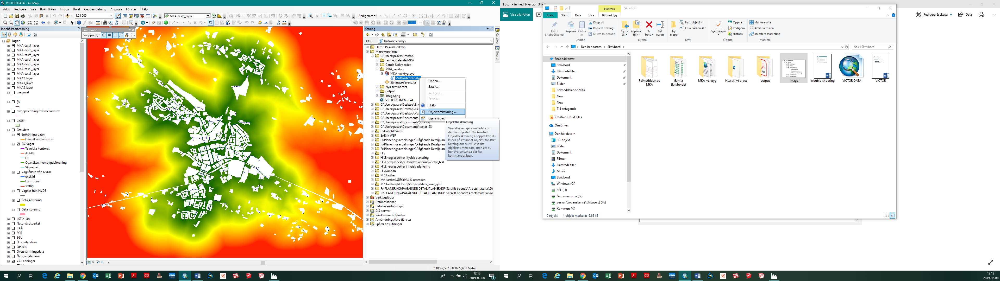 VICTOR DATA - ArcMap
Arkiv Redigera Visa Bokmärken Infoga Urval Geobearbetning Anpassa Fönster Hjälp
1:24 000
MKA-test5_layer
Redigerare
Innehållsförteckning
Lager
MKA-test7_layer
MKA-test6_layer
MKA-test5_layer
MKA-test4_layer
MKA-test3_layer
MKA-test2_layer
MKA-test1_layer
MKA2_layer
MKA1_layer
MKA3_layer
vaegnaet
fjv
avloppsledning test mellanrum
vatten
Gatudata
Snöröjning gator
Ovanåkers kommun
GC vägar
Tekniska kontoret
AEFAB
EIF
Ovanåkers hembygdsförening
Vägverket
Väghållare från NVDB
enskild
kommunal
statlig
Vägnät från NVDB
Gata Armering
Gata Isolering
LST X-län
Naturvårdsverket
RAÄ
SCB
SGU
Skogsstyrelsen
ÖP2030
Översvämningsdata
Övriga databaser
VA Ledningar
Snappning
Snappning
Katalog
Plats: Multikriterieanalys
Hem - Pasva\Desktop
Mappkopplingar
C:\Users\pasva\Desktop
Felmeddelande MKA
Gamla Skrivbordet
MKA_verktyg
MKA_verktyg.pyt
Multikriterieanaly
Stylingsreferens.lyr
Nya skrivbordet
output
image.png
VICTOR DATA.mxd
C:\Users\pasva\Desktop\Ene
C:\Users\pasva\Desktop\LA
C:\Users\pasva\Desktop\Vo
C:\Users\pasva\Documents
C:\Users\pasva\Documents\ArcGIS\
C:\Users\pasva\Documents\testar123
E:\Data till Victor
E:\Erik WSP
F:\Planeringsavdelningen\Pågående Detaljplan
F:\Planeringsavdelningen\Pågående Detaljplan
F:\Planeringsavdelningen\Pågående Detaljplan
H:\
H:\Energiaspekter i fysisk planering
H:\Energiaspekter i fysisk planering\victor_test
H:\Energiaspekter_i_fysisk_planering
H:\Nabban
M:\Kartbas
M:\Kartbas\GISfakt\LIS_omraden
M:\Kartbas\GISkart\GSD\hojddata_laser_grid
R:\PLANERING\PÅGÅENDE DETALJPLANER\DP-Särskilt boende\Arbetsmaterial\DV
R:\PLANERING\PÅGÅENDE DETALJPLANER\DP-Särskilt boende\Arbetsmaterial\GI
Verktygslådor
Databasservrar
Databasanslutningar
GIS-servrar
Värdbaserade tjänster
Användningsklara tjänster
Spårar anslutningar
Öppna...
Batch...
Redigera...
Felsök...
Hjälp
Objektbeskrivning ...
Egenskaper
Objektbeskrivning
Visa eller redigera metadata om
det här objektet. När fönstret
Objektbeskrivning är öppet kan du
klicka på ett annat objekt i fönstret
Katalog om du vill visa det
objektets metadata, utan att du
behöver använda det här
kommandot igen.
Katalog
Search
118562,532 6808227,631 Meter
12:13
2019-02-08
Foton - felmed 1-version 3.JPG
Visa alla foton
Redigera & skapa
Dela
Hantera
Skrivbord
Arkiv Start Dela Visa Bildverktyg
Fäst i Snabbåtkomst
Kopiera
Klistra in
Klipp ut
Kopiera sökväg
Klistra in genväg
Urklipp
Flytta till
Kopiera till
Ta bort
Byt namn
Ordna
Ny mapp
Nytt objekt
Enkel åtkomst
Nytt
Egenskaper
Öppna
Redigera
Historik
Öppna
Markera alla
Avmarkera alla
Invertera markering
Markera
Den här datorn
Skrivbord
Sök i Skrivbord
Snabbåtkomst
Skrivbord
Hämtade filer
Dokument
Bilder
Felmeddelande MKA
New
New
Till antagande
Creative Cloud Files
OneDrive
Den här datorn
3D-objekt
Bilder
Dokument
Filmer
Hämtade filer
Musik
Skrivbord
Windows (C:)
SBF (F:)
Gemensamma (G:)
pasva (\\ovanaker.se\dfs\users) (H:)
Kommun (K:)
Felmeddelande MKA
Gamla Skrivbordet
MKA_verktyg
Nya skrivbordet
output
image
trouble_shooting
VICTOR DATA
VICTOR
9 objekt
1 objekt markerat 6,65 kB
12:13
2019-02-08